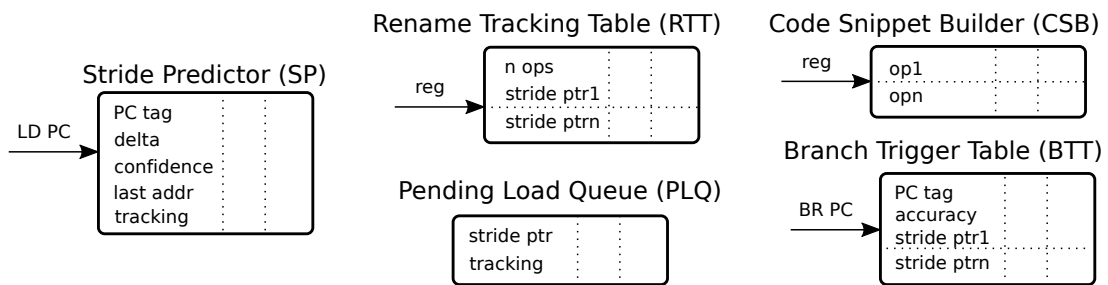 Stride Predictor (SP)
LD PC
PC tag
delta
confidence
last addr
tracking
Rename Tracking Table (RTT)
reg
n ops
stride ptr1
stride ptrn
Pending Load Queue (PLQ)
stride ptr
tracking
Code Snippet Builder (CSB)
reg
op1
opn
Branch Trigger Table (BTT)
BR PC
PC tag
accuracy
stride ptr1
stride ptrn